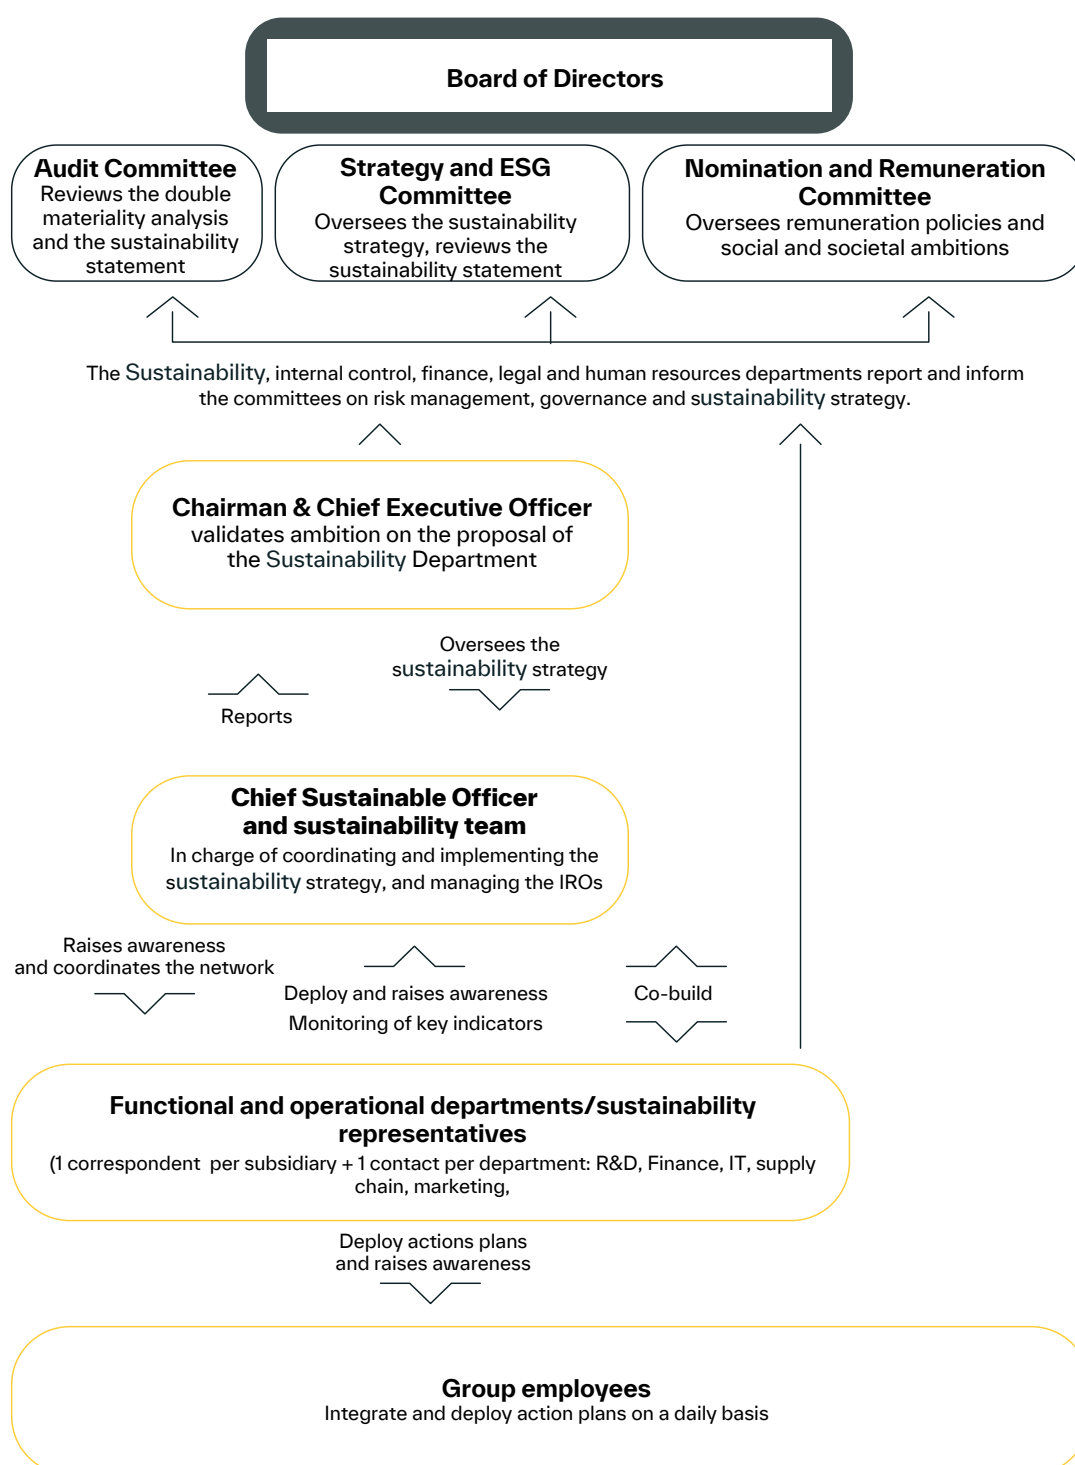 Board of Directors
Audit Committee
Reviews the double
materiality analysis
and the sustainability
statement
Strategy and ESG
Committee
Oversees the sustainability
strategy, reviews the
sustainability statement
Nomination and Remuneration
Committee
Oversees remuneration policies and
social and societal ambitions
The Sustainability, internal control, finance, legal and human resources departments report and inform
the committees on risk management, governance and sustainability strategy.
Chairman & Chief Executive Officer
validates ambition on the proposal of
the Sustainability Department
Oversees the
sustainability strategy
Reports
Chief Sustainable Officer
and sustainability team
In charge of coordinating and implementing the
sustainability strategy, and managing the IROs
Raises awareness
and coordinates the network
Deploy and raises awareness
Monitoring of key indicators
Co-build
Functional and operational departments/sustainability
representatives
(1 correspondent per subsidiary + 1 contact per department: R&D, Finance, IT, supply
chain, marketing,
Deploy actions plans
and raises awareness
Group employees
Integrate and deploy action plans on a daily basis